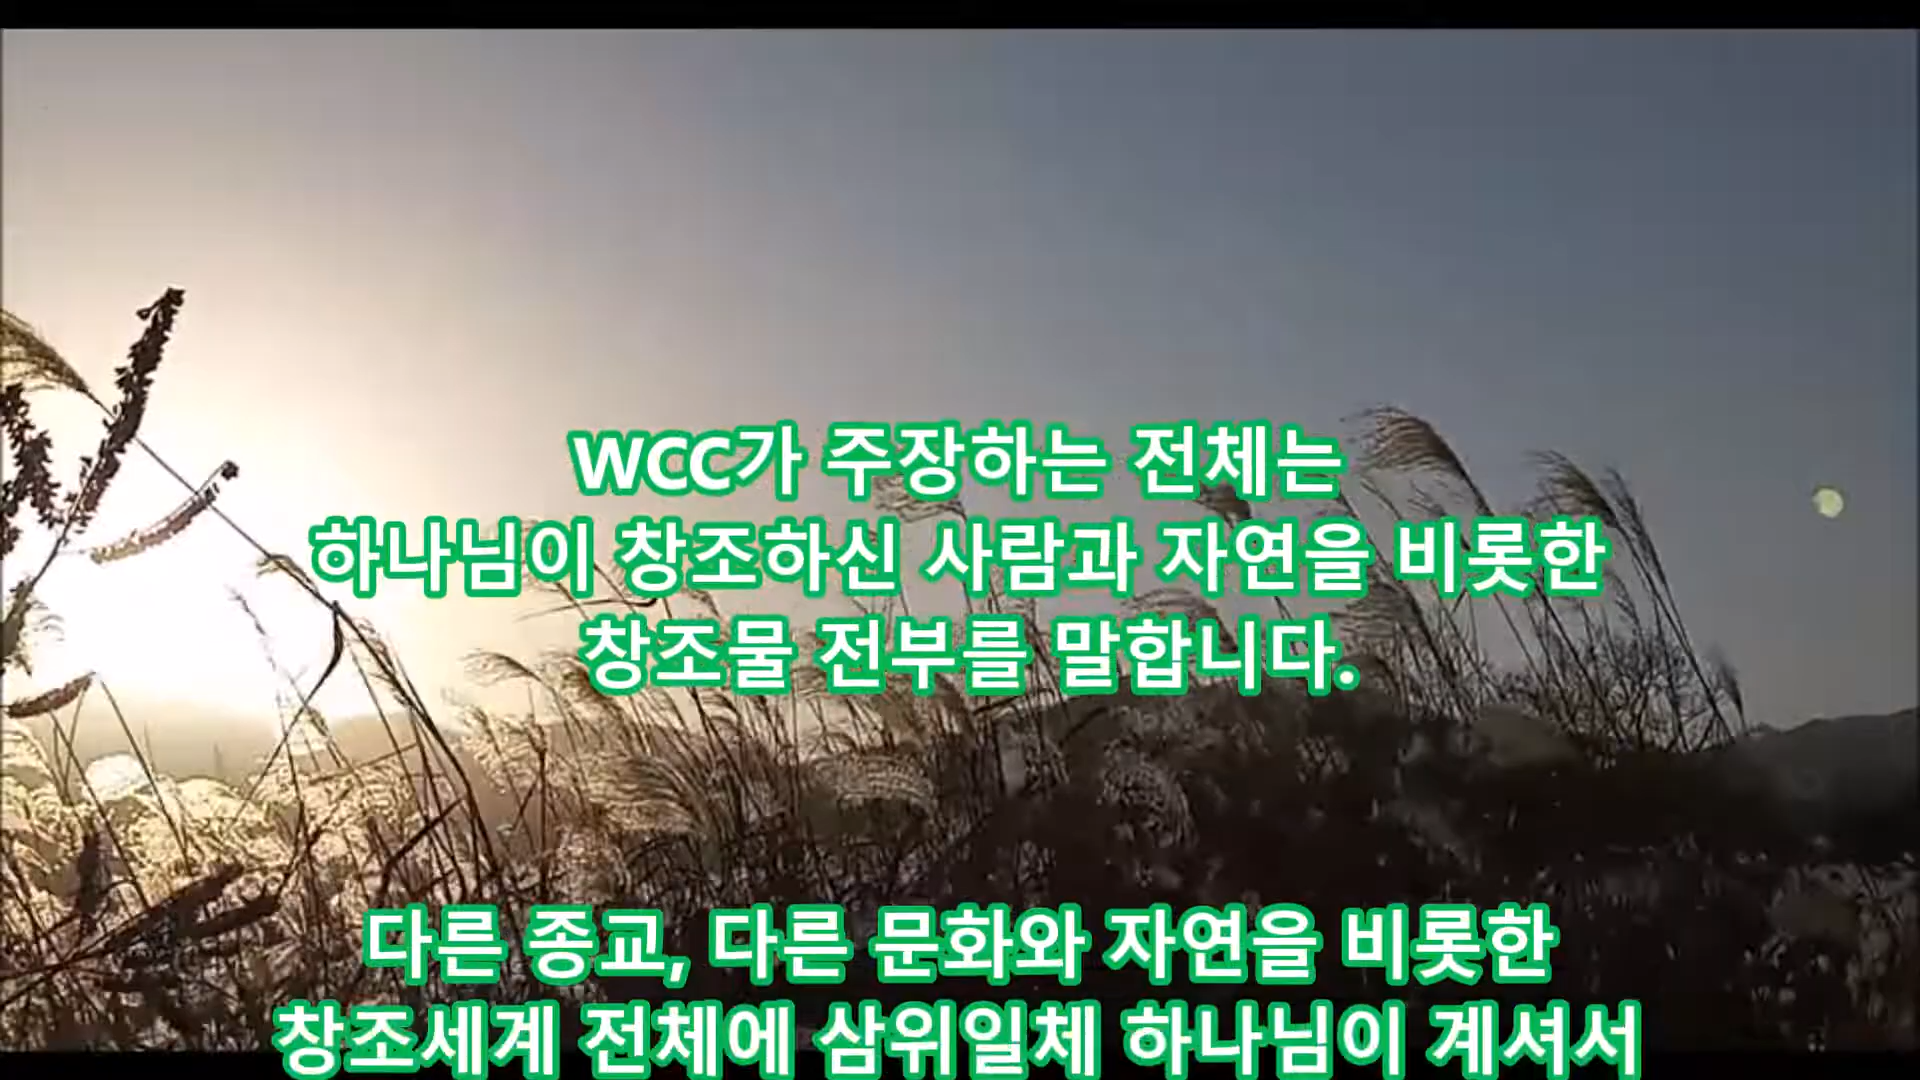 WCC가 주장하는 전체는
하나님이 창조하신 사람과 자연을 비롯한
창조물 전부를 말합니다.
다른 종교, 다른 문화와 자연을 비롯한
창조세계 전체에 삼위일체 하나님이 계셔서